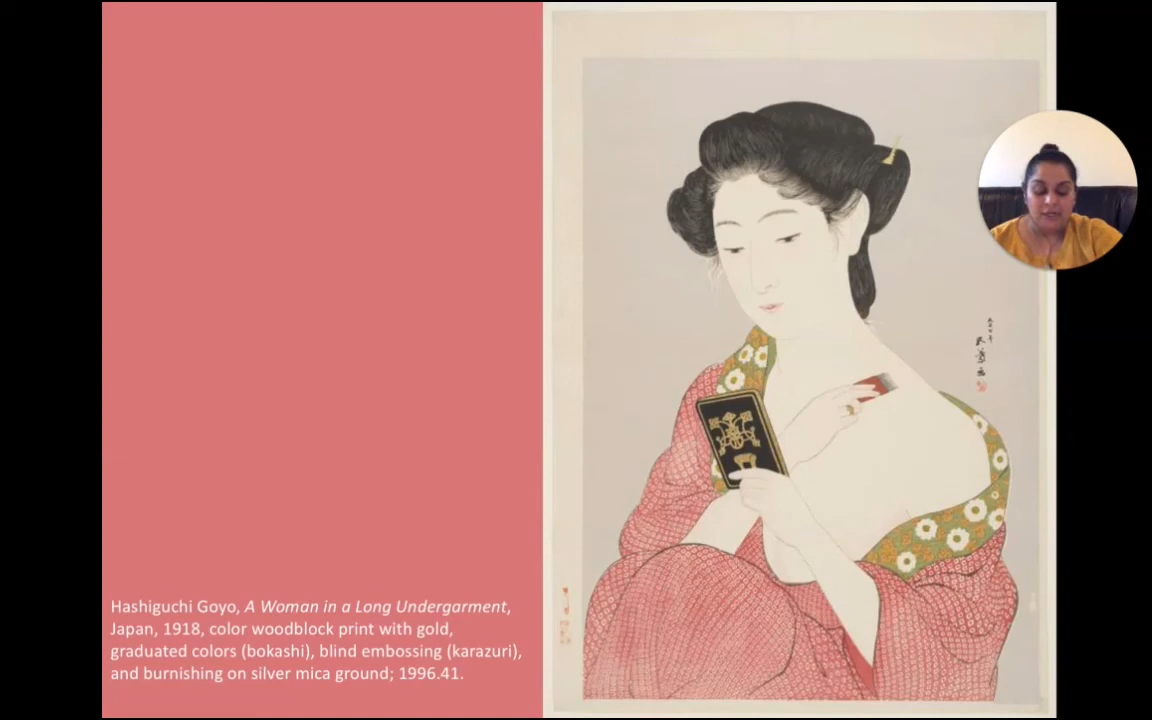 Hashiguchi Goyo, A Woman in a Long Undergarment,
Japan, 1918, color woodblock print with gold,
graduated colors (bokashi), blind embossing (karazuri),
and burnishing on silver mica ground; 1996.41.